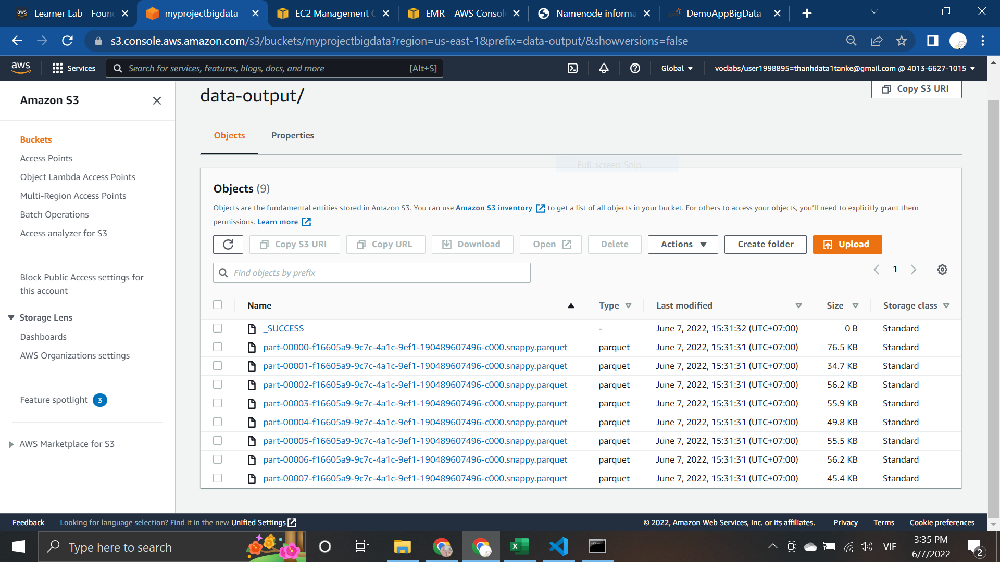 Learner Lab - Foun
myprojectbigdata -
EC2 Management C
EMR – AWS Consol
Namenode informa
DemoAppBigData -
s3.console.aws.amazon.com/s3/buckets/myprojectbigdata?region=us-east-1&prefix=data-output/&showversions=false
aws
Services
Search for services, features, blogs, docs, and more
[Alt+S]
Global
voclabs/user1998895=thanhdata1tanke@gmail.com @ 4013-6627-1015
Amazon S3
Buckets
Access Points
Object Lambda Access Points
Multi-Region Access Points
Batch Operations
Access analyzer for S3
Block Public Access settings for
this account
Storage Lens
Dashboards
AWS Organizations settings
Feature spotlight 3
AWS Marketplace for S3
data-output/
Copy S3 URI
Objects
Properties
Full-screen Snip
Objects (9)
Objects are the fundamental entities stored in Amazon S3. You can use Amazon S3 inventory to get a list of all objects in your bucket. For others to access your objects, you'll need to explicitly grant them
permissions. Learn more
Copy S3 URI
Copy URL
Download
Open
Delete
Actions
Create folder
Upload
Find objects by prefix
1
Name Type Last modified Size Storage class
_SUCCESS - June 7, 2022, 15:31:32 (UTC+07:00) 0 B Standard
part-00000-f16605a9-9c7c-4a1c-9ef1-190489607496-c000.snappy.parquet parquet June 7, 2022, 15:31:31 (UTC+07:00) 76.5 KB Standard
part-00001-f16605a9-9c7c-4a1c-9ef1-190489607496-c000.snappy.parquet parquet June 7, 2022, 15:31:31 (UTC+07:00) 34.7 KB Standard
part-00002-f16605a9-9c7c-4a1c-9ef1-190489607496-c000.snappy.parquet parquet June 7, 2022, 15:31:31 (UTC+07:00) 56.2 KB Standard
part-00003-f16605a9-9c7c-4a1c-9ef1-190489607496-c000.snappy.parquet parquet June 7, 2022, 15:31:31 (UTC+07:00) 55.9 KB Standard
part-00004-f16605a9-9c7c-4a1c-9ef1-190489607496-c000.snappy.parquet parquet June 7, 2022, 15:31:31 (UTC+07:00) 49.8 KB Standard
part-00005-f16605a9-9c7c-4a1c-9ef1-190489607496-c000.snappy.parquet parquet June 7, 2022, 15:31:31 (UTC+07:00) 55.5 KB Standard
part-00006-f16605a9-9c7c-4a1c-9ef1-190489607496-c000.snappy.parquet parquet June 7, 2022, 15:31:31 (UTC+07:00) 56.2 KB Standard
part-00007-f16605a9-9c7c-4a1c-9ef1-190489607496-c000.snappy.parquet parquet June 7, 2022, 15:31:31 (UTC+07:00) 45.4 KB Standard
Feedback
Looking for language selection? Find it in the new Unified Settings
© 2022, Amazon Web Services, Inc. or its affiliates.
Privacy
Terms
Cookie preferences
Type here to search
VIE
3:35 PM
6/7/2022
2